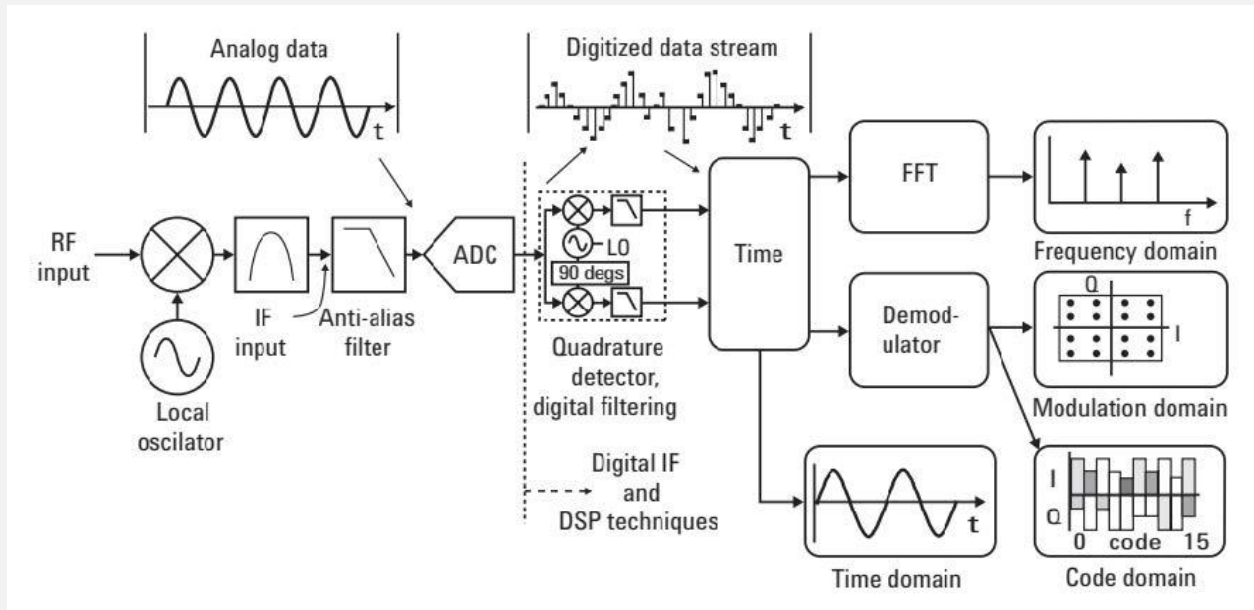 Analog data
t
Digitized data stream
t
RF
input
IF
input
Anti-alias
filter
Local
oscilator
ADC
LO
90 degs
Quadrature
detector,
digital filtering
Digital IF
and
DSP techniques
Time
FFT
f
Frequency domain
Demod-
ulator
Q
I
Modulation domain
t
Time domain
I
Q
0 code 15
Code domain